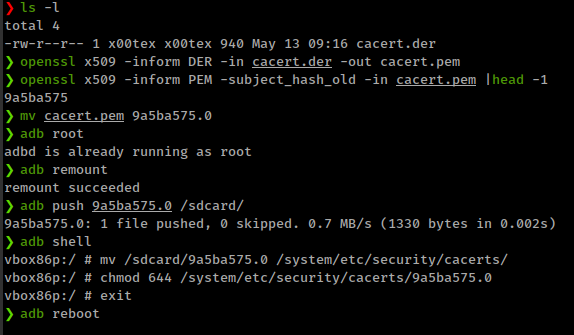 ❯ ls -l
total 4
-rw-r--r-- 1 x00tex x00tex 940 May 13 09:16 cacert.der
❯ openssl x509 -inform DER -in cacert.der -out cacert.pem
❯ openssl x509 -inform PEM -subject_hash_old -in cacert.pem |head -1
9a5ba575
❯ mv cacert.pem 9a5ba575.0
❯ adb root
adbd is already running as root
❯ adb remount
remount succeeded
❯ adb push 9a5ba575.0 /sdcard/
9a5ba575.0: 1 file pushed, 0 skipped. 0.7 MB/s (1330 bytes in 0.002s)
❯ adb shell
vbox86p:/ # mv /sdcard/9a5ba575.0 /system/etc/security/cacerts/
vbox86p:/ # chmod 644 /system/etc/security/cacerts/9a5ba575.0
vbox86p:/ # exit
❯ adb reboot